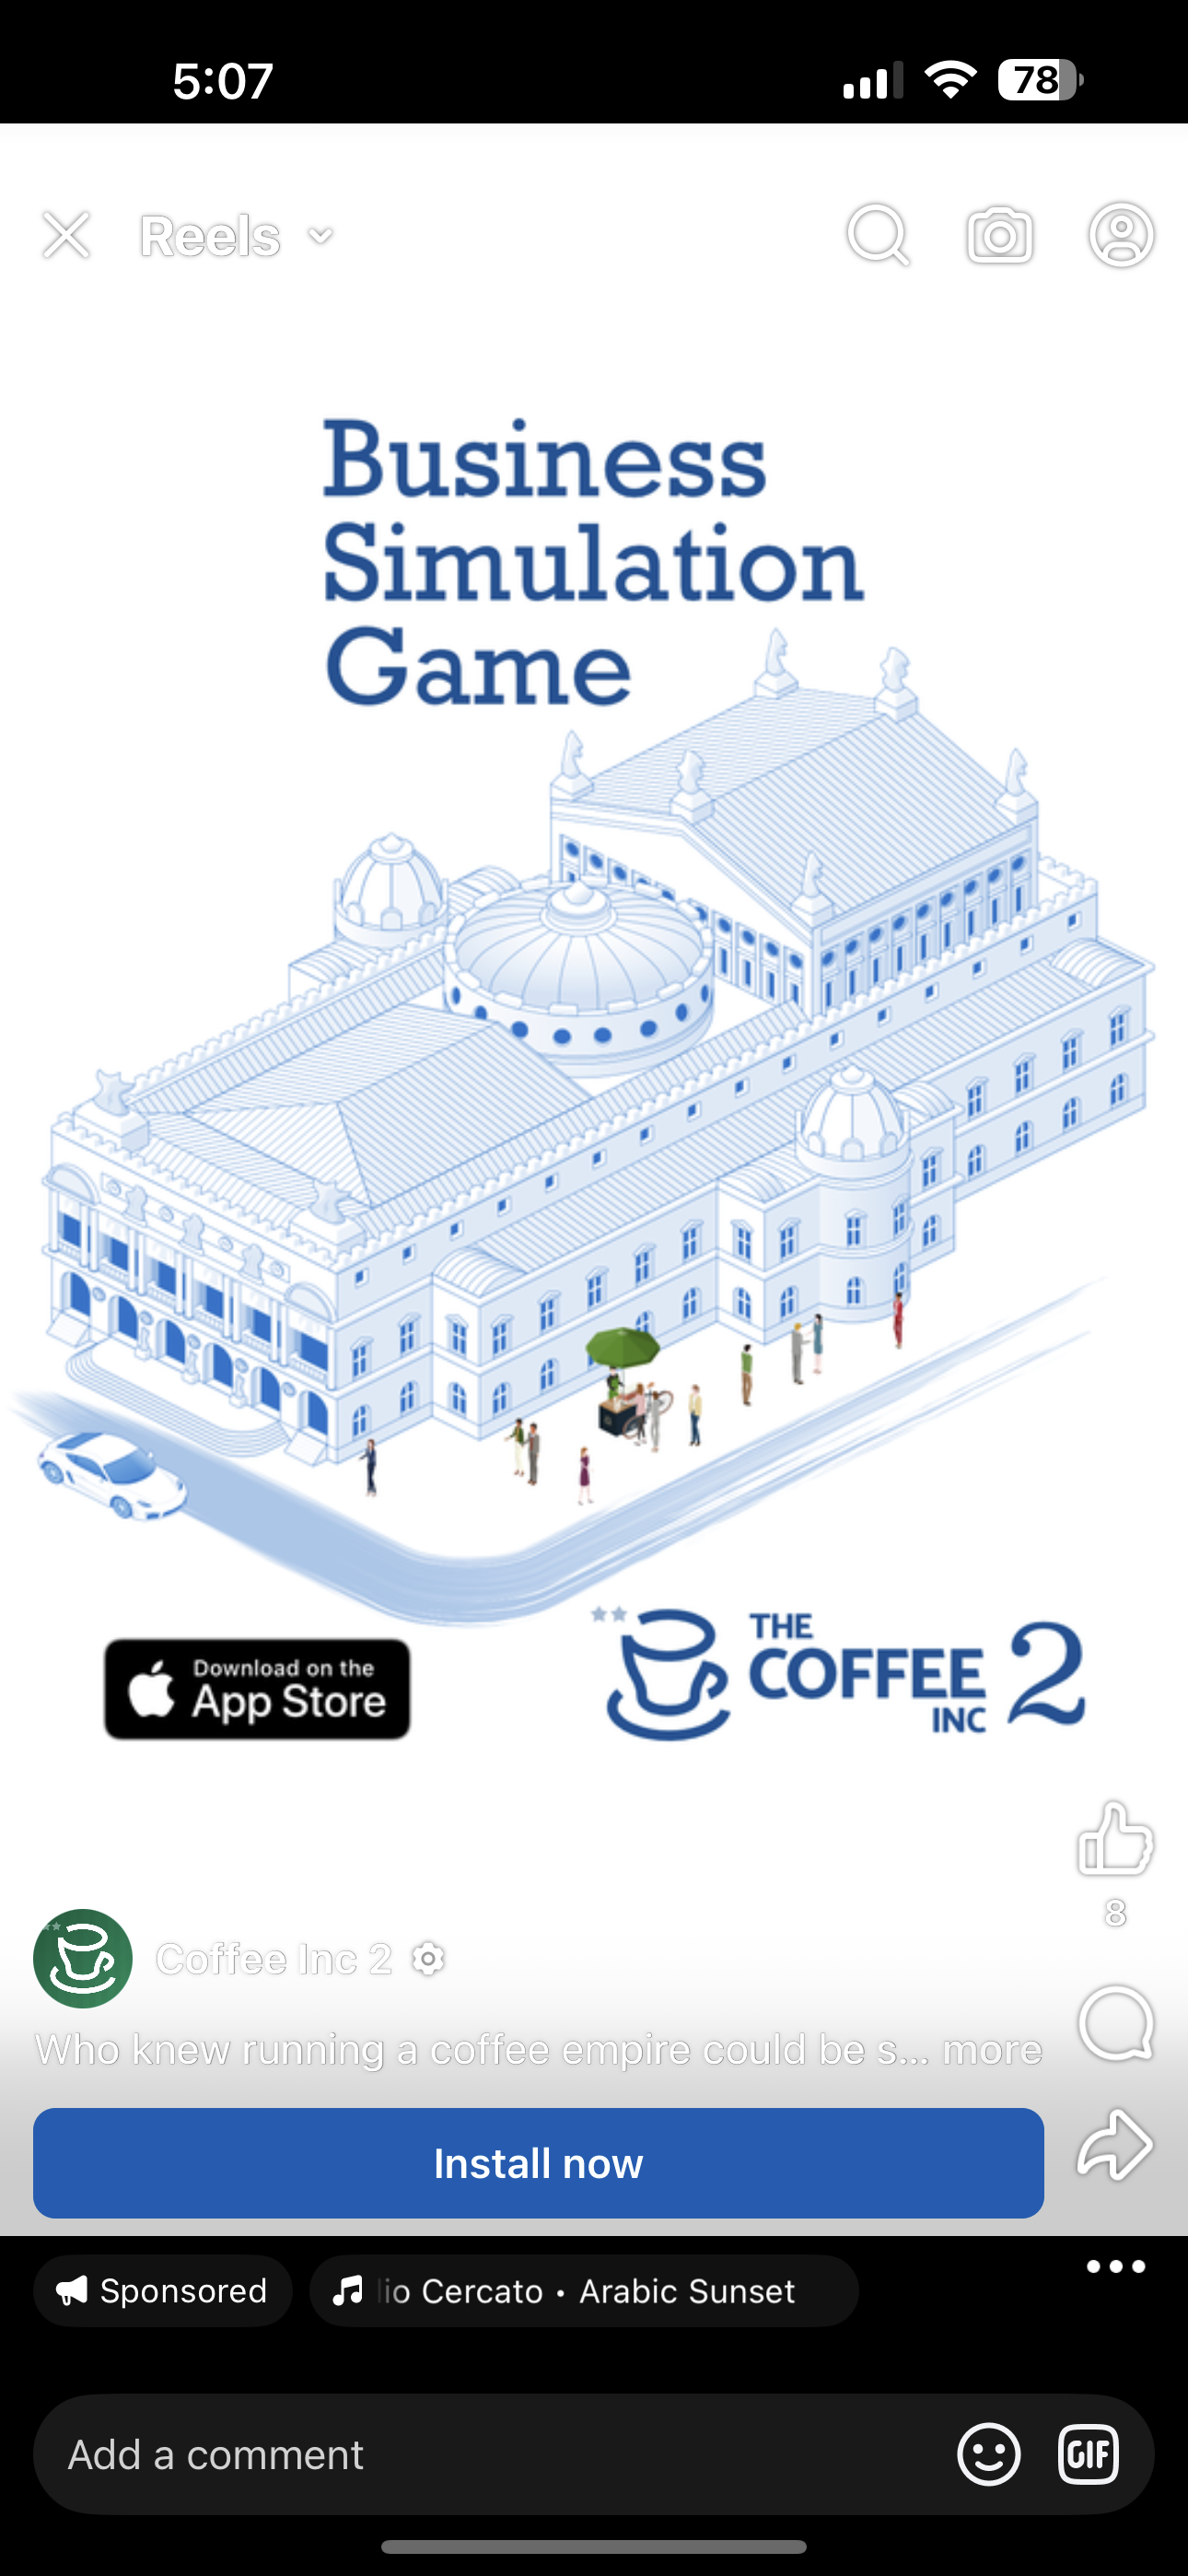 5:07
78
Reels
Business
Simulation
Game
Download on the
App Store
THE
COFFEE 2
INC
8
Coffee Inc 2
Who knew running a coffee empire could be s... more
Install now
Sponsored
lio Cercato • Arabic Sunset
Add a comment
GIF